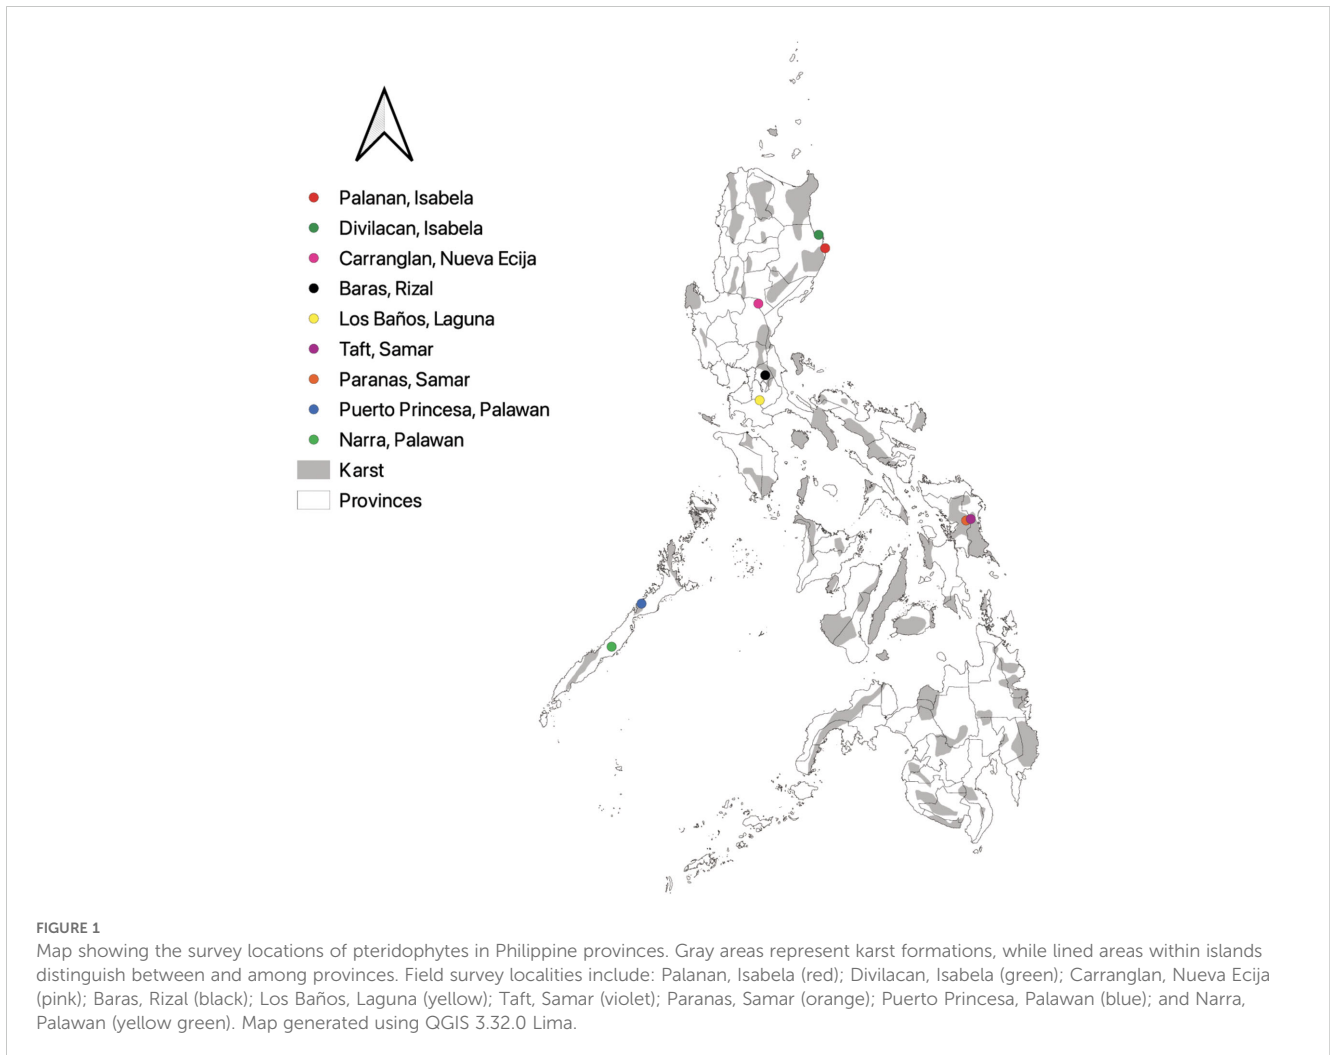 Palanan, Isabela
Divilacan, Isabela
Carranglan, Nueva Ecija
Baras, Rizal
Los Baños, Laguna
Taft, Samar
Paranas, Samar
Puerto Princesa, Palawan
Narra, Palawan
Karst
Provinces
FIGURE 1
Map showing the survey locations of pteridophytes in Philippine provinces. Gray areas represent karst formations, while lined areas within islands
distinguish between and among provinces. Field survey localities include: Palanan, Isabela (red); Divilacan, Isabela (green); Carranglan, Nueva Ecija
(pink); Baras, Rizal (black); Los Baños, Laguna (yellow); Taft, Samar (violet); Paranas, Samar (orange); Puerto Princesa, Palawan (blue); and Narra,
Palawan (yellow green). Map generated using QGIS 3.32.0 Lima.